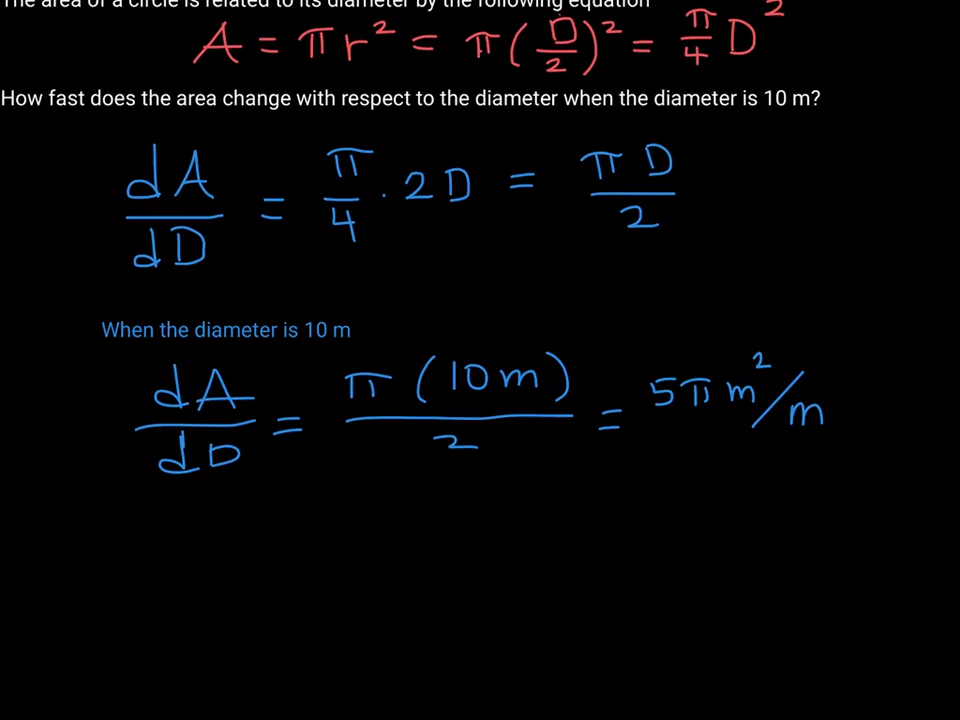 The area of a circle is related to its diameter by the following equation
A = πr² = π(D/2)² = π/4 D²
How fast does the area change with respect to the diameter when the diameter is 10 m?
dA/dD = π/4 · 2D = πD/2
When the diameter is 10 m
dA/dD = π(10m)/2 = 5π m²/m